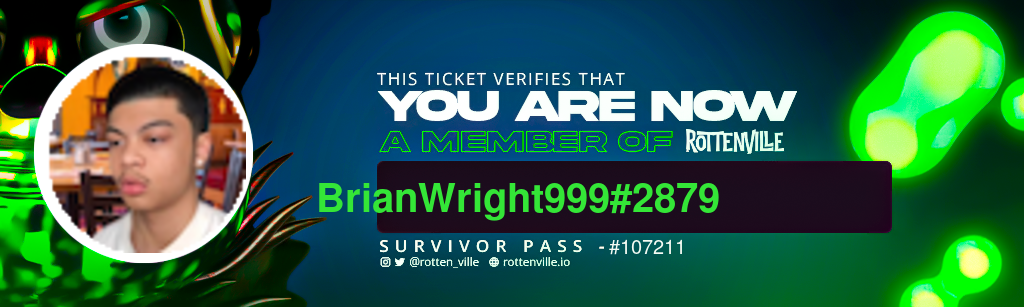 THIS TICKET VERIFIES THAT
YOU ARE NOW
A MEMBER OF ROTTENVILLE
BrianWright999#2879
SURVIVOR PASS - #107211
@rotten_ville rottenville.io